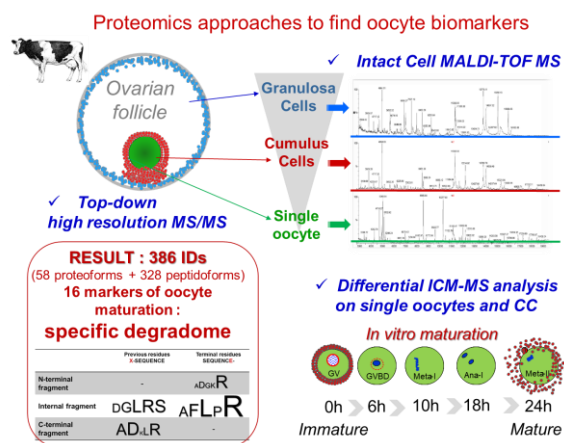 Proteomics approaches to find oocyte biomarkers
✓ Intact Cell MALDI-TOF MS
Ovarian
follicle
Granulosa
Cells
Cumulus
Cells
Single
oocyte
✓ Top-down
high resolution MS/MS
RESULT : 386 IDs
(58 proteoforms + 328 peptidoforms)
16 markers of oocyte
maturation :
specific degradome
Previous residues
X-SEQUENCE
Terminal residues
SEQUENCE-
N-terminal
fragment
-
ADGKR
Internal fragment
DGLRS
AFLPR
C-terminal
fragment
ADKLR
-
✓ Differential ICM-MS analysis
on single oocytes and CC
In vitro maturation
GV
GVBD
Meta-I
Ana-I
Meta-II
0h
6h
10h
18h
24h
Immature
Mature